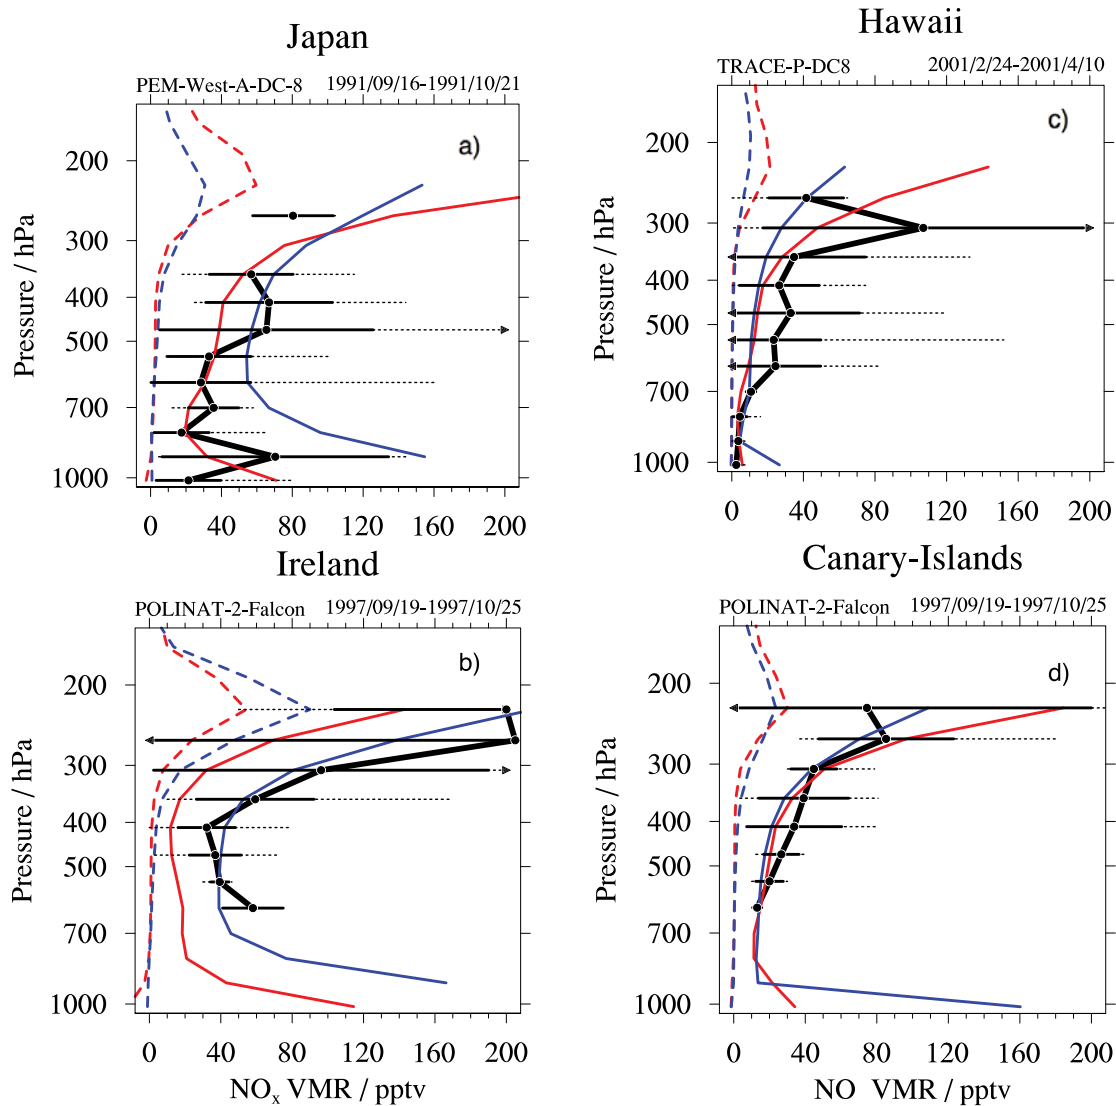 Japan
PEM-West-A-DC-8 1991/09/16-1991/10/21
a)
Pressure / hPa
200
300
400
500
700
1000
0 40 80 120 160 200
Hawaii
TRACE-P-DC8 2001/2/24-2001/4/10
c)
Pressure / hPa
200
300
400
500
700
1000
0 40 80 120 160 200
Ireland
POLINAT-2-Falcon 1997/09/19-1997/10/25
b)
Pressure / hPa
200
300
400
500
700
1000
0 40 80 120 160 200
NOx VMR / pptv
Canary-Islands
POLINAT-2-Falcon 1997/09/19-1997/10/25
d)
Pressure / hPa
200
300
400
500
700
1000
0 40 80 120 160 200
NO VMR / pptv